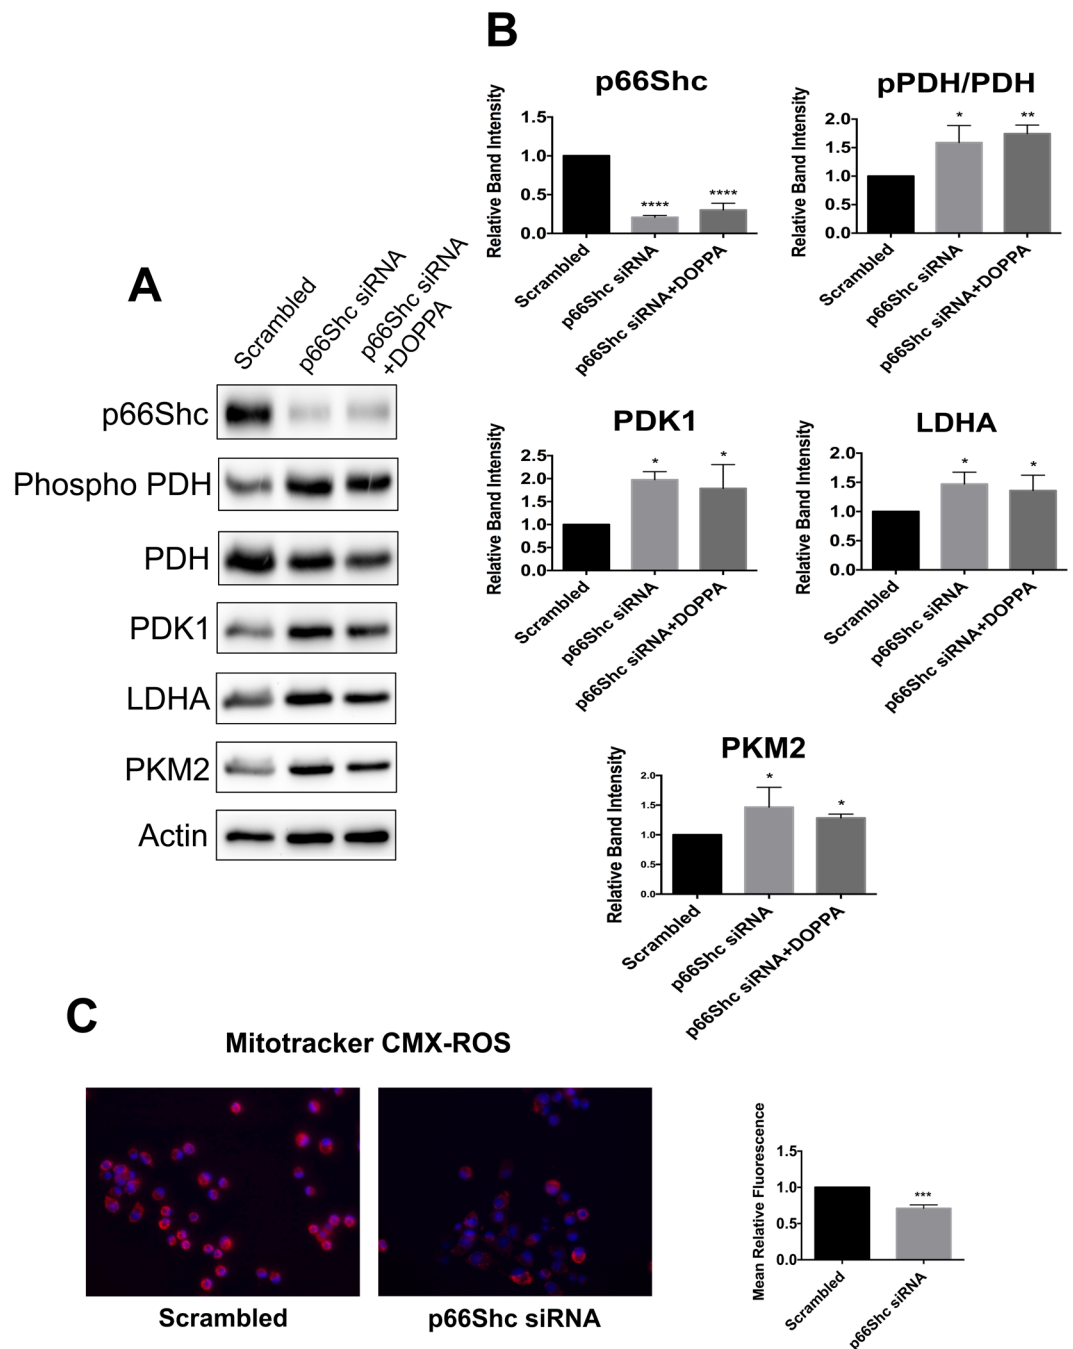 A
Scrambled
p66Shc siRNA
p66Shc siRNA
+DOPPA
p66Shc
Phospho PDH
PDH
PDK1
LDHA
PKM2
Actin
B
p66Shc
Relative Band Intensity
1.5
1.0
0.5
0.0
****
****
Scrambled
p66Shc siRNA
p66Shc siRNA+DOPPA
pPDH/PDH
Relative Band Intensity
2.0
1.5
1.0
0.5
0.0
*
**
Scrambled
p66Shc siRNA
p66Shc siRNA+DOPPA
PDK1
Relative Band Intensity
2.5
2.0
1.5
1.0
0.5
0.0
*
*
Scrambled
p66Shc siRNA
p66Shc siRNA+DOPPA
LDHA
Relative Band Intensity
2.0
1.5
1.0
0.5
0.0
*
*
Scrambled
p66Shc siRNA
p66Shc siRNA+DOPPA
PKM2
Relative Band Intensity
2.0
1.5
1.0
0.5
0.0
*
*
Scrambled
p66Shc siRNA
p66Shc siRNA+DOPPA
C
Mitotracker CMX-ROS
Scrambled
p66Shc siRNA
Mean Relative Fluorescence
1.5
1.0
0.5
0.0
***
Scrambled
p66Shc siRNA